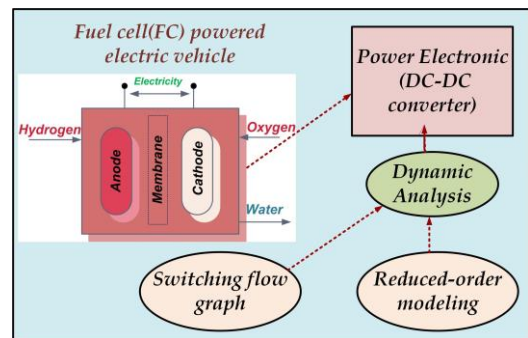 Fuel cell(FC) powered
electric vehicle
Electricity
Hydrogen
Oxygen
Anode
Membrane
Cathode
Water
Power Electronic
(DC-DC
converter)
Dynamic
Analysis
Switching flow
graph
Reduced-order
modeling